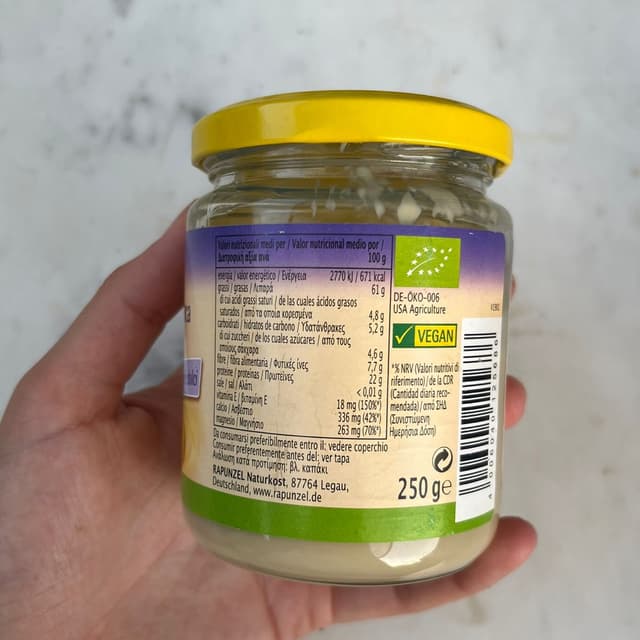 Valori nutrizionali medi per / Valor nutricional medio por /
Διατροφική αξία ανά 100 g
energia / valor energético / Ενέργεια 2770 kJ / 671 kcal
grassi / grasas / Λιπαρά 61 g
di cui acidi grassi saturi / de las cuales ácidos grasos
saturados / από τα οποία κορεσμένα 4,8 g
carboidrati / hidratos de carbono / Υδατάνθρακες 5,2 g
di cui zuccheri / de los cuales azúcares / από τους
οποίους σάκχαρα 4,6 g
fibre / fibra alimentaria / Φυτικές ίνες 7,7 g
proteine / proteínas / Πρωτεΐνες 22 g
sale / sal / Αλάτι < 0,01 g
vitamina E / βιταμίνη E 18 mg (150%*)
calcio / Ασβέστιο 336 mg (42%*)
magnesio / Μαγνήσιο 263 mg (70%*)
Da consumarsi preferibilmente entro il: vedere coperchio
Consumir preferentemente antes del: ver tapa
Ανάλωση κατά προτίμηση: βλ. καπάκι
RAPUNZEL Naturkost, 87764 Legau,
Deutschland, www.rapunzel.de
DE-ÖKO-006
USA Agriculture
VEGAN
*% NRV (Valori nutritivi di
riferimento) / de la CDR
(Cantidad diaria reco-
mendada) / από ΣΗΔ
(Συνιστώμενη
Ημερήσια Δόση)
250 g e